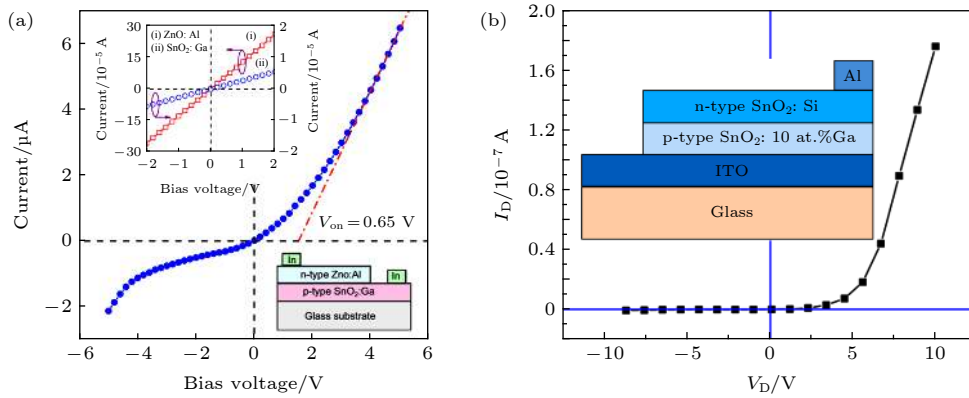 (a)
6
4
2
0
−2
−6
−4
−2
0
2
4
6
Current/μA
Bias voltage/V
V_on = 0.65 V
30
15
0
−15
−30
2
1
0
−1
−2
−2
−1
0
1
2
Current/10⁻⁵ A
Current/10⁻⁵ A
Bias voltage/V
(i) ZnO: Al
(ii) SnO₂: Ga
(i)
(ii)
In
n-type Zno:Al
In
p-type SnO₂:Ga
Glass substrate
(b)
2.0
1.6
1.2
0.8
0.4
0
−10
−5
0
5
10
I_D/10⁻⁷ A
V_D/V
Al
n-type SnO₂: Si
p-type SnO₂: 10 at.%Ga
ITO
Glass